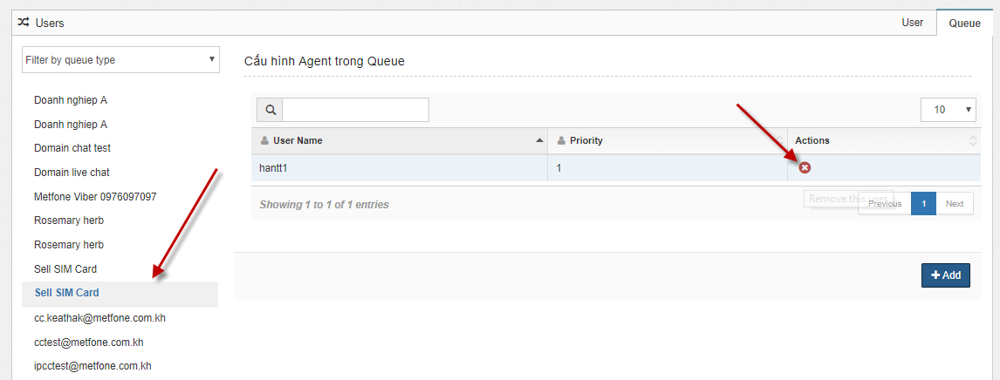 Users
User
Queue
Filter by queue type
Doanh nghiep A
Doanh nghiep A
Domain chat test
Domain live chat
Metfone Viber 0976097097
Rosemary herb
Rosemary herb
Sell SIM Card
Sell SIM Card
cc.keathak@metfone.com.kh
cctest@metfone.com.kh
ipcctest@metfone.com.kh
Cấu hình Agent trong Queue
10
User Name Priority Actions
hantt1 1
Remove this user
Showing 1 to 1 of 1 entries
Previous 1 Next
Add